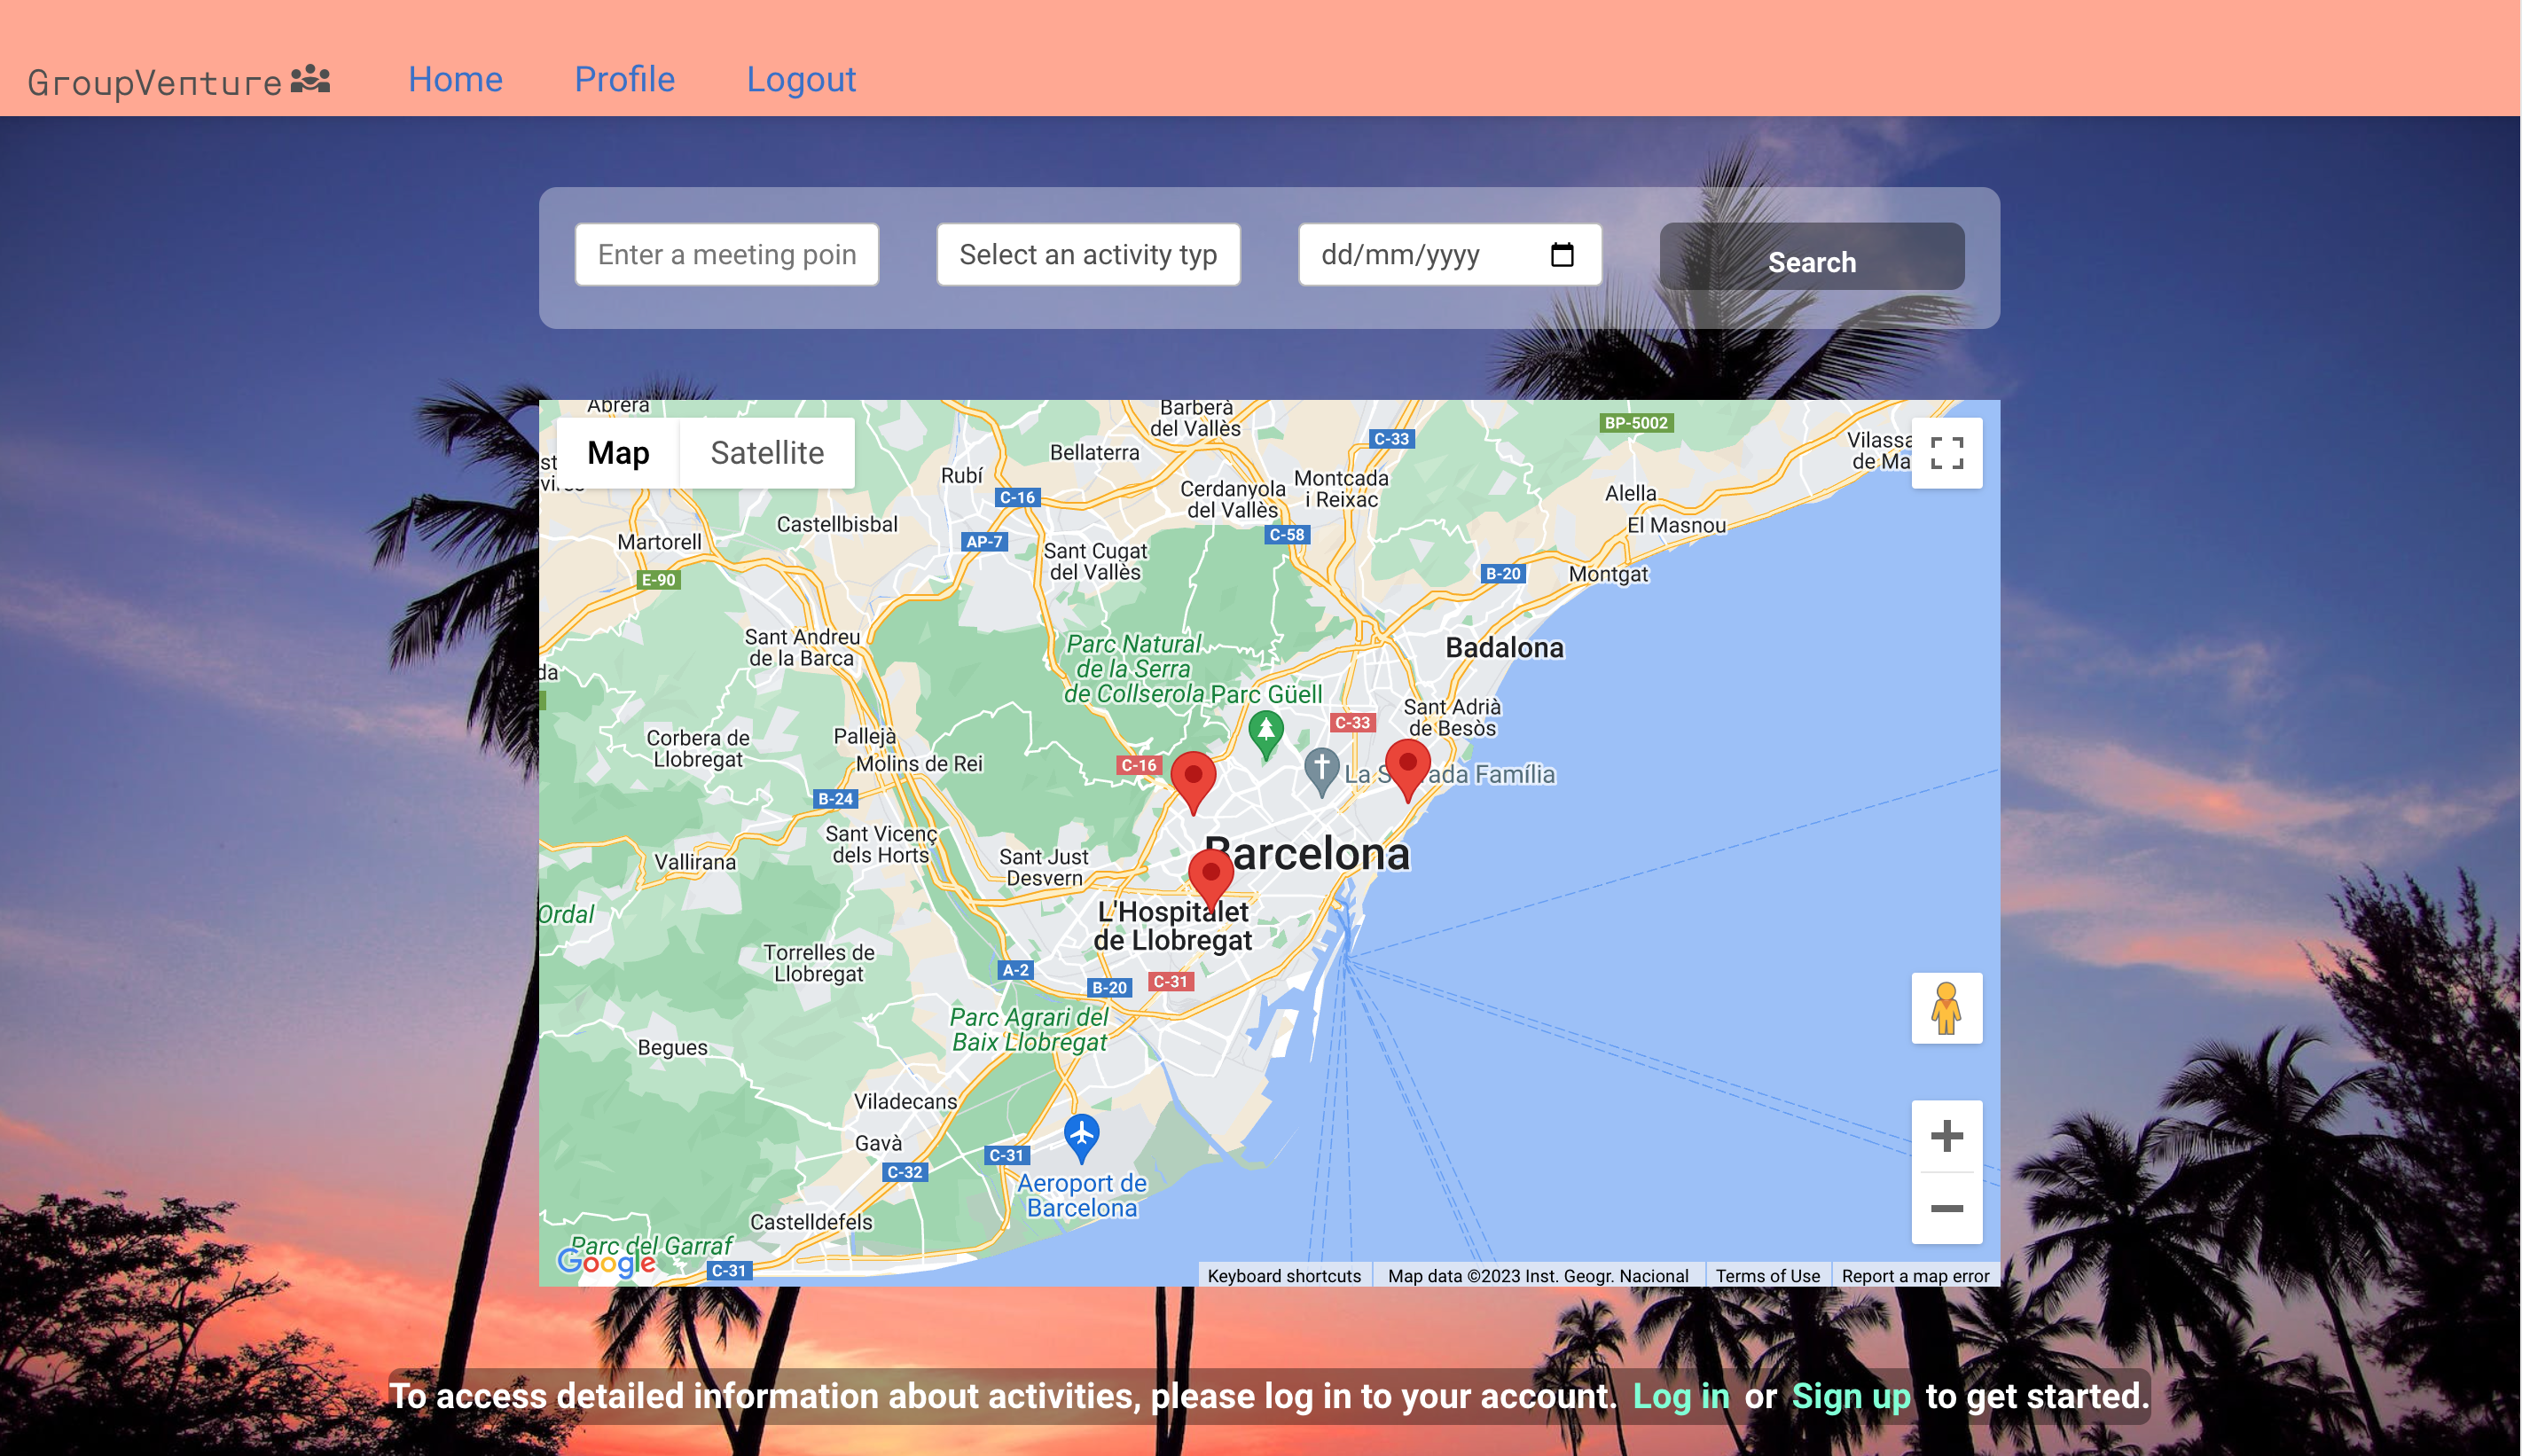 GroupVenture
Home
Profile
Logout
Enter a meeting poin
Select an activity typ
dd/mm/yyyy
Search
Map
Satellite
Abrera
Barberà
del Vallès
BP-5002
C-33
Vilassa
de Ma
Bellaterra
Rubí
Montcada
i Reixac
Cerdanyola
del Vallès
C-16
Alella
El Masnou
Castellbisbal
C-58
Martorell
AP-7
Sant Cugat
del Vallès
E-90
B-20
Montgat
Sant Andreu
de la Barca
Parc Natural
de la Serra
de Collserola
Badalona
da
Parc Güell
Sant Adrià
de Besòs
C-33
Corbera de
Llobregat
Pallejà
Molins de Rei
C-16
La Sagrada Família
B-24
Sant Vicenç
dels Horts
Vallirana
Sant Just
Desvern
Barcelona
Ordal
L'Hospitalet
de Llobregat
Torrelles de
Llobregat
A-2
B-20
C-31
Parc Agrari del
Baix Llobregat
Begues
Viladecans
Gavà
C-31
C-32
Aeroport de
Barcelona
Castelldefels
Parc del Garraf
Google
C-31
Keyboard shortcuts
Map data ©2023 Inst. Geogr. Nacional
Terms of Use
Report a map error
To access detailed information about activities, please log in to your account. Log in or Sign up to get started.